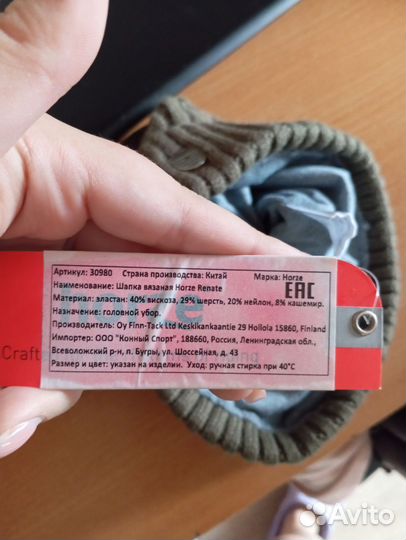 Артикул: 30980 Страна производства: Китай Марка: Horze
Наименование: Шапка вязаная Horze Renate
Материал: эластан: 40% вискоза, 29% шерсть, 20% нейлон, 8% кашемир.
Назначение: головной убор.
EAC
Производитель: Oy Finn-Tack Ltd Keskikankaantie 29 Hollola 15860, Finland
Импортер: ООО "Конный Спорт", 188660, Россия, Ленинградская обл.,
Всеволожский р-н, п. Бугры, ул. Шоссейная, д. 43
Размер и цвет: указан на изделии. Уход: ручная стирка при 40°C
Avito